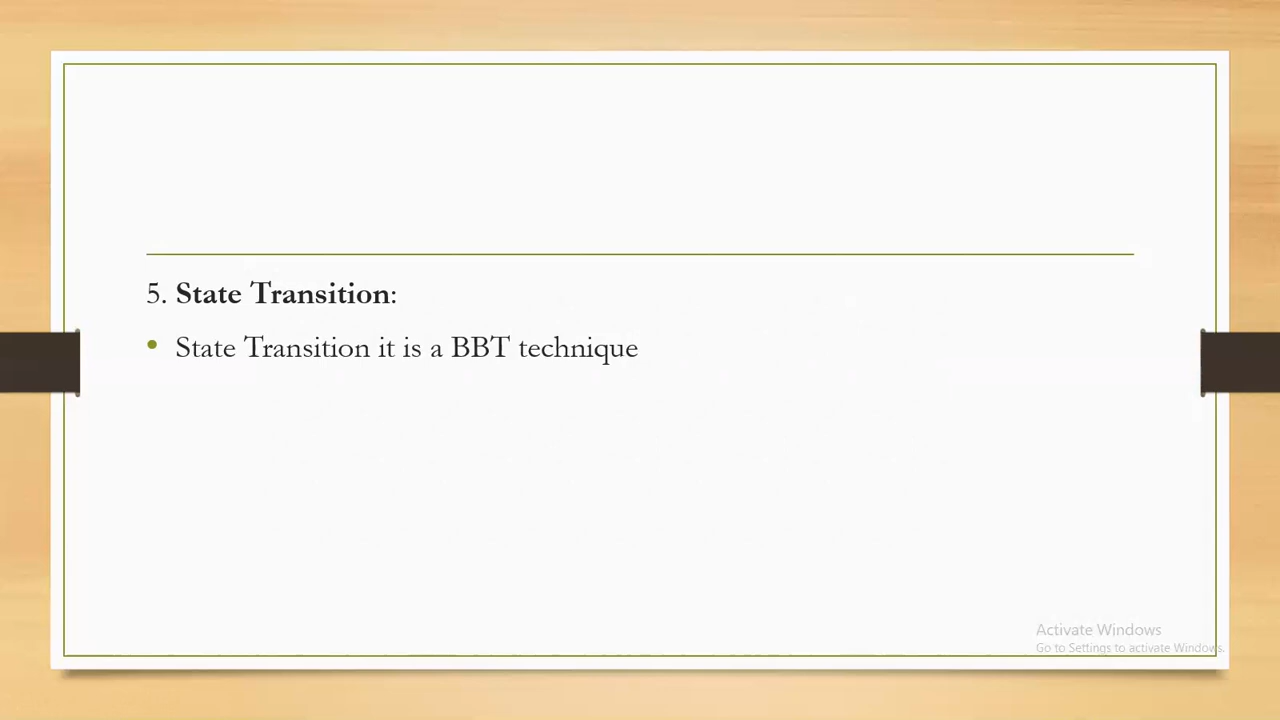 5. State Transition:
• State Transition it is a BBT technique
Activate Windows
Go to Settings to activate Windows.